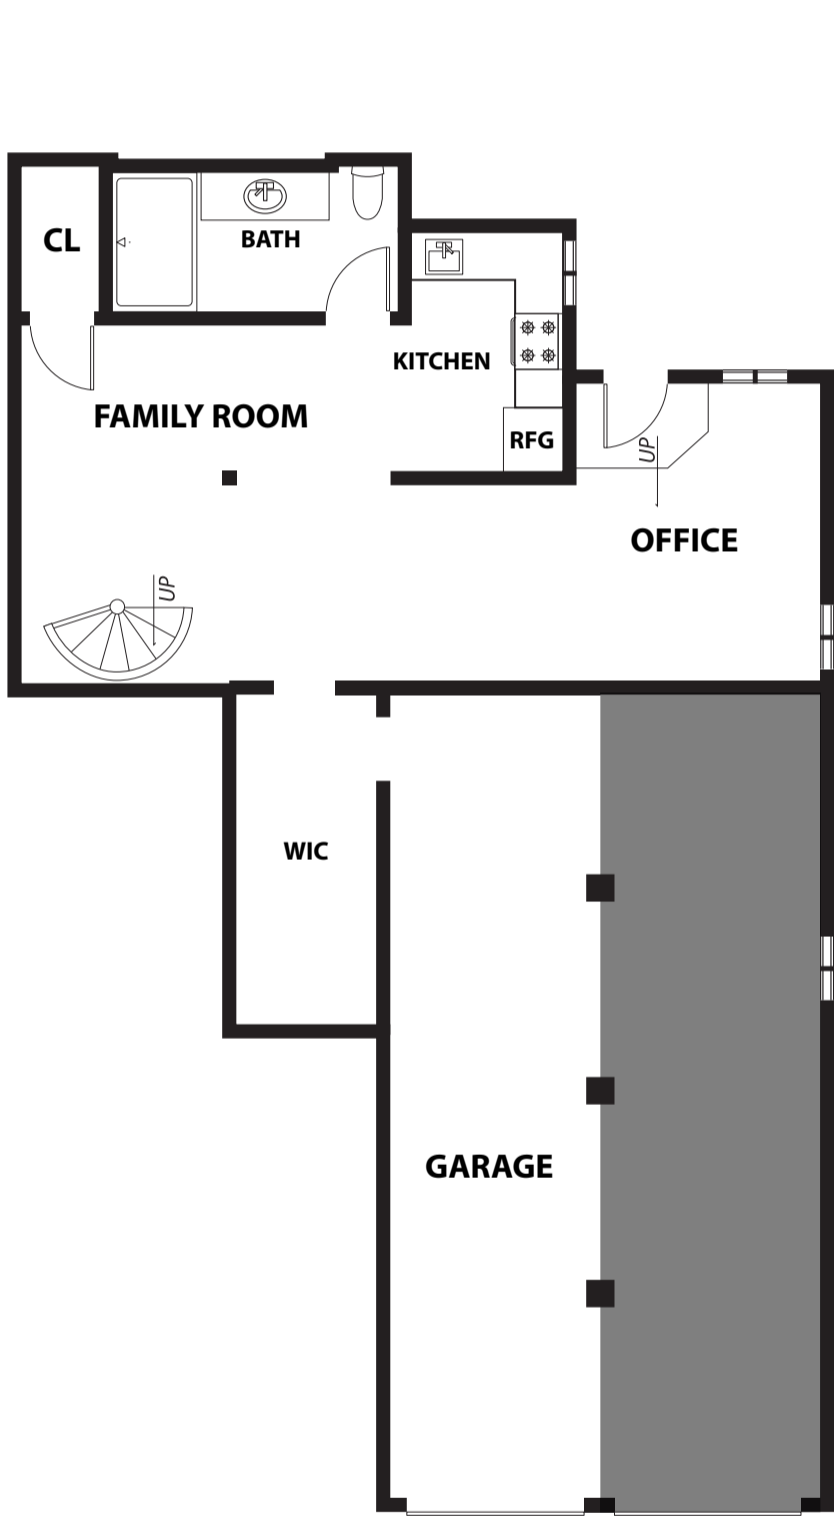 CL
BATH
KITCHEN
FAMILY ROOM
RFG
UP
OFFICE
UP
WIC
GARAGE